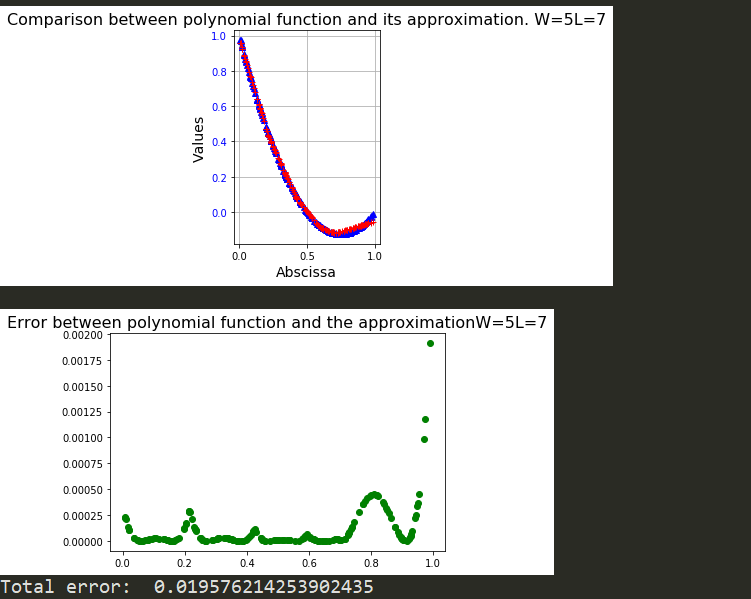 Comparison between polynomial function and its approximation. W=5L=7
1.0
0.8
0.6
0.4
0.2
0.0
Values
0.0 0.5 1.0
Abscissa
Error between polynomial function and the approximationW=5L=7
0.00200
0.00175
0.00150
0.00125
0.00100
0.00075
0.00050
0.00025
0.00000
0.0 0.2 0.4 0.6 0.8 1.0
Total error: 0.019576214253902435